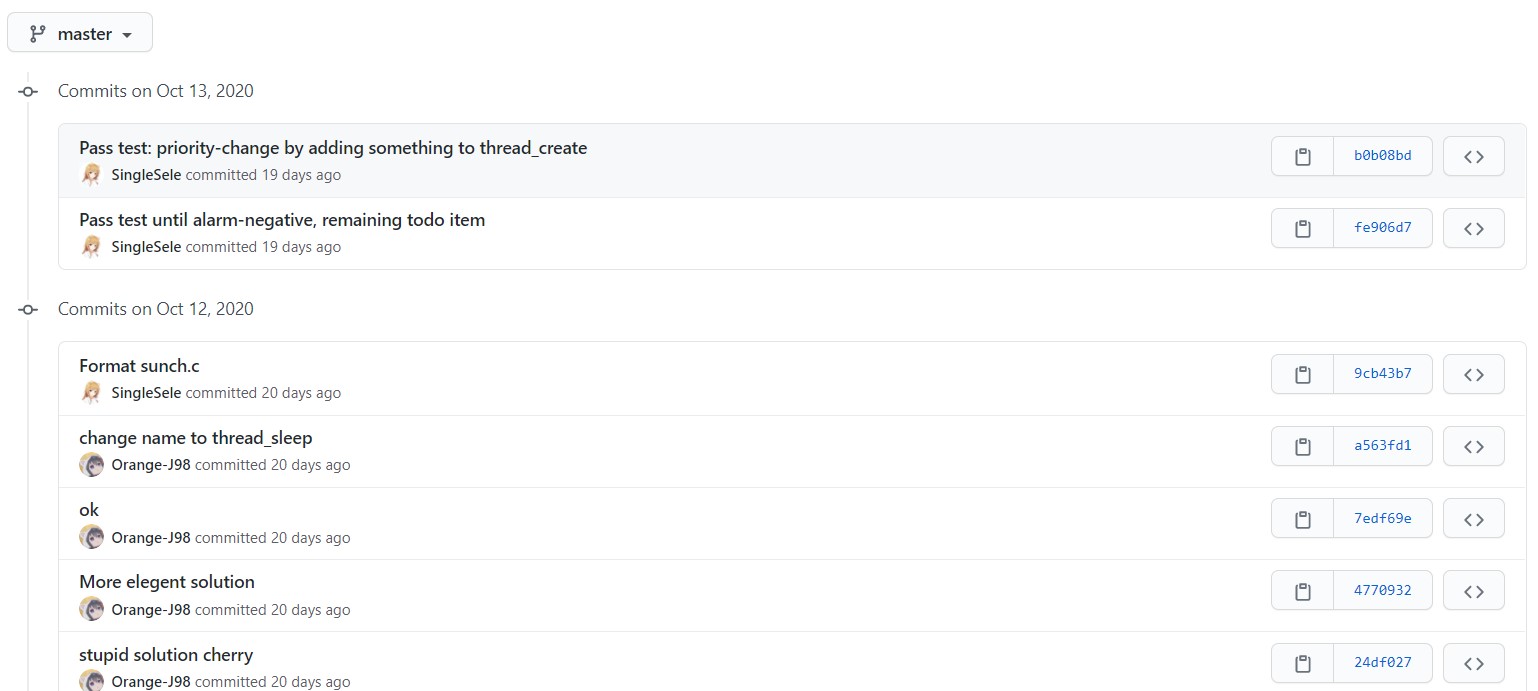 master
Commits on Oct 13, 2020
Pass test: priority-change by adding something to thread_create
SingleSele committed 19 days ago
b0b08bd
Pass test until alarm-negative, remaining todo item
SingleSele committed 19 days ago
fe906d7
Commits on Oct 12, 2020
Format sunch.c
SingleSele committed 20 days ago
9cb43b7
change name to thread_sleep
Orange-J98 committed 20 days ago
a563fd1
ok
Orange-J98 committed 20 days ago
7edf69e
More elegent solution
Orange-J98 committed 20 days ago
4770932
stupid solution cherry
Orange-J98 committed 20 days ago
24df027